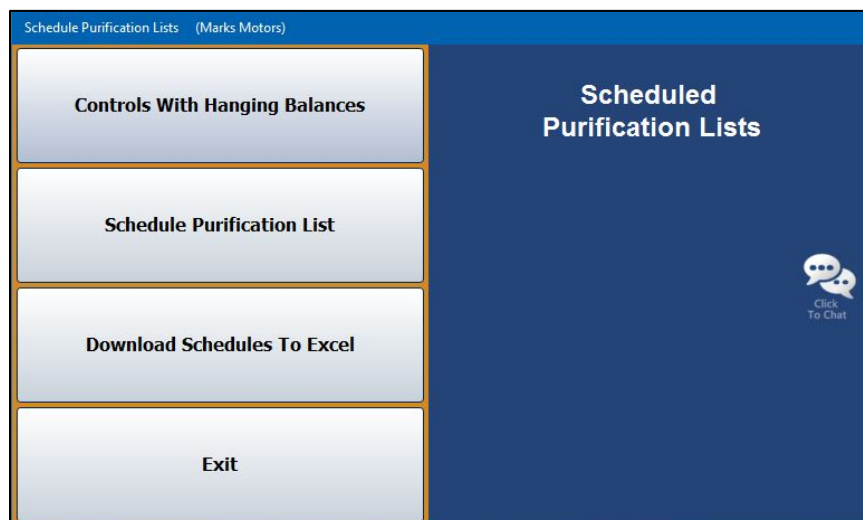 Schedule Purification Lists (Marks Motors)
Controls With Hanging Balances
Schedule Purification List
Download Schedules To Excel
Exit
Scheduled
Purification Lists
Click
To Chat